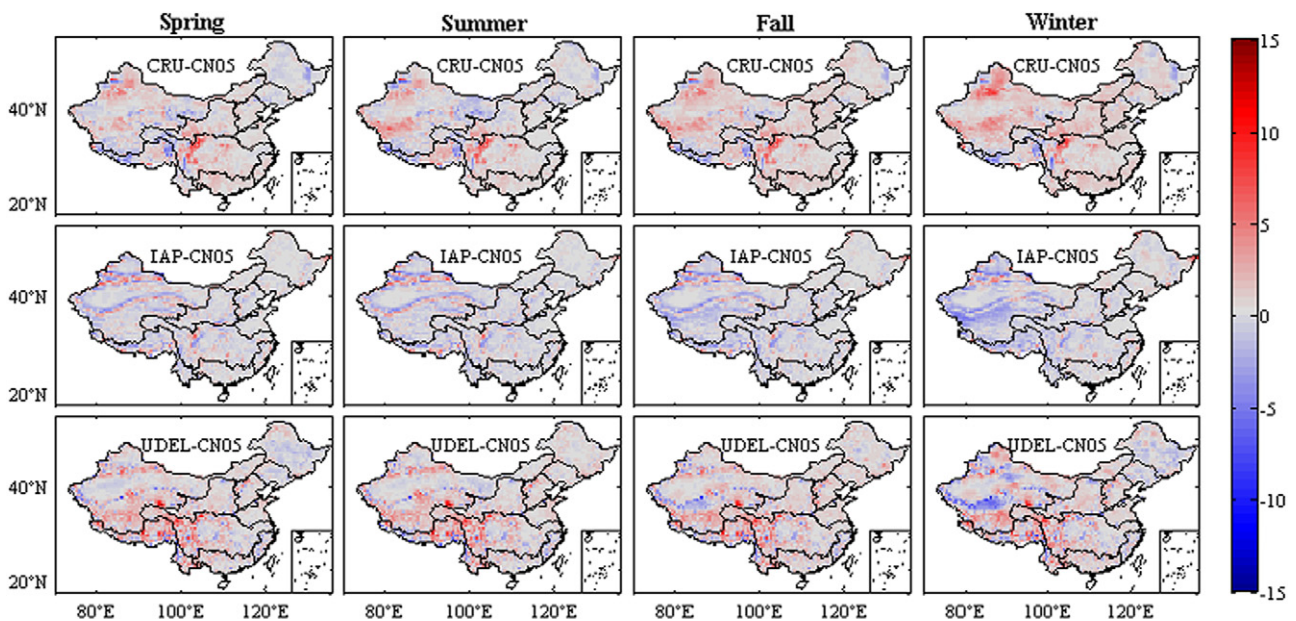 Spring Summer Fall Winter
CRU-CN05 CRU-CN05 CRU-CN05 CRU-CN05
15
40°N
10
20°N
5
IAP-CN05 IAP-CN05 IAP-CN05 IAP-CN05
40°N
0
20°N
-5
UDEL-CN05 UDEL-CN05 UDEL-CN05 UDEL-CN05
40°N
-10
20°N
-15
80°E 100°E 120°E 80°E 100°E 120°E 80°E 100°E 120°E 80°E 100°E 120°E